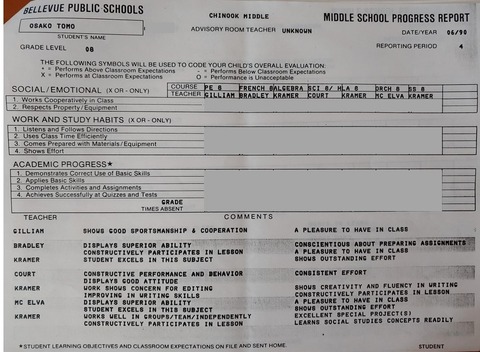 BELLEVUE PUBLIC SCHOOLS CHINOOK MIDDLE MIDDLE SCHOOL PROGRESS REPORT
OSAKO TOMO ADVISORY ROOM TEACHER UNKNOWN DATE/YEAR 06/90
STUDENT'S NAME
GRADE LEVEL 08 REPORTING PERIOD 4
THE FOLLOWING SYMBOLS WILL BE USED TO CODE YOUR CHILD'S OVERALL EVALUATION:
+ = Performs Above Classroom Expectations - = Performs Below Classroom Expectations
X = Performs at Classroom Expectations O = Performance is Unacceptable
SOCIAL/EMOTIONAL (X OR - ONLY) COURSE PE 8 FRENCH 8 ALGEBRA SCI 8/ HLA 8 ORCH 8 SS 8
TEACHER GILLIAM BRADLEY KRAMER COURT KRAMER MC ELVA KRAMER
1. Works Cooperatively in Class
2. Respects Property/Equipment
WORK AND STUDY HABITS (X OR - ONLY)
1. Listens and Follows Directions
2. Uses Class Time Efficiently
3. Comes Prepared with Materials/Equipment
4. Shows Effort
ACADEMIC PROGRESS*
1. Demonstrates Correct Use of Basic Skills
2. Applies Basic Skills
3. Completes Activities and Assignments
4. Achieves Successfully at Quizzes and Tests
GRADE
TIMES ABSENT
TEACHER COMMENTS
GILLIAM SHOWS GOOD SPORTSMANSHIP & COOPERATION A PLEASURE TO HAVE IN CLASS
BRADLEY DISPLAYS SUPERIOR ABILITY CONSCIENTIOUS ABOUT PREPARING ASSIGNMENTS
CONSTRUCTIVELY PARTICIPATES IN LESSON A PLEASURE TO HAVE IN CLASS
KRAMER STUDENT EXCELS IN THIS SUBJECT SHOWS OUTSTANDING EFFORT
COURT CONSTRUCTIVE PERFORMANCE AND BEHAVIOR CONSISTENT EFFORT
DISPLAYS GOOD ATTITUDE
KRAMER WORK SHOWS CONCERN FOR EDITING SHOWS CREATIVITY AND FLUENCY IN WRITING
IMPROVING IN WRITING SKILLS CONSTRUCTIVELY PARTICIPATES IN LESSON
MC ELVA DISPLAYS SUPERIOR ABILITY A PLEASURE TO HAVE IN CLASS
STUDENT EXCELS IN THIS SUBJECT SHOWS OUTSTANDING EFFORT
KRAMER WORKS WELL IN GROUPS/TEAM/INDEPENDENTLY EXCELLENT SPECIAL PROJECT(S)
CONSTRUCTIVELY PARTICIPATES IN LESSON LEARNS SOCIAL STUDIES CONCEPTS READILY
*STUDENT LEARNING OBJECTIVES AND CLASSROOM EXPECTATIONS ON FILE AND SENT HOME. STUDENT